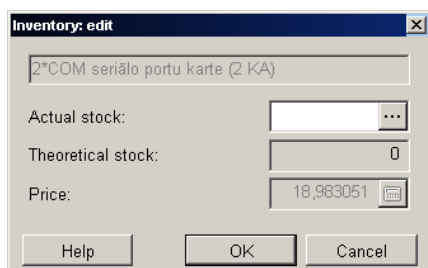 Inventory: edit
2*COM seriālo portu karte (2 KA)
Actual stock:
Theoretical stock: 0
Price: 18,983051
Help OK Cancel